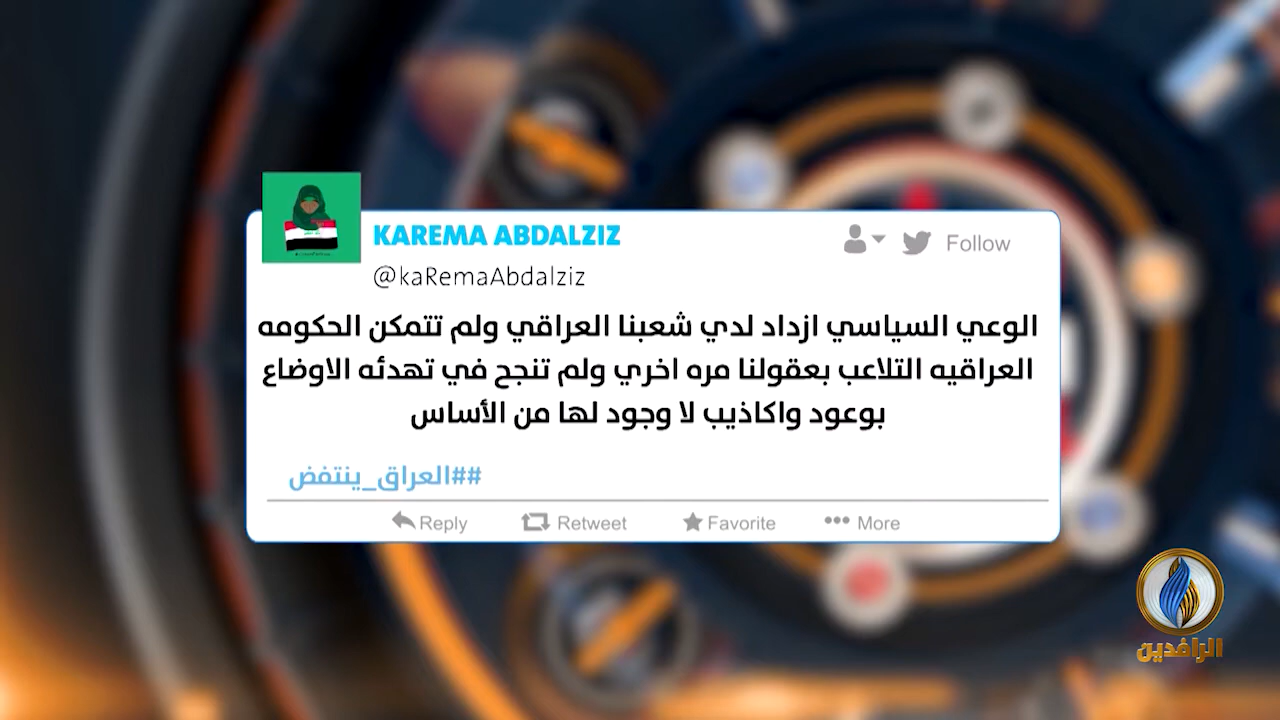 KAREMA ABDALZIZ
Follow
@kaRemaAbdalziz
الوعي السياسي ازداد لدي شعبنا العراقي ولم تتمكن الحكومه
العراقيه التلاعب بعقولنا مره اخري ولم تنجح في تهدئه الاوضاع
بوعود واكاذيب لا وجود لها من الأساس
##العراق_ينتفض
Reply Retweet Favorite More
الرافدين